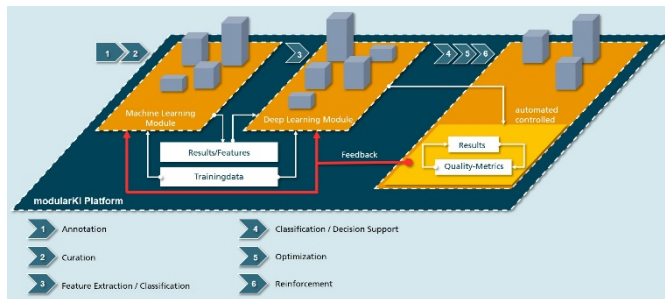 1
2
3
4
5
6
Machine Learning
Module
Deep Learning Module
automated
controlled
Results/Features
Trainingdata
Feedback
Results
Quality-Metrics
modularKI Platform
1 Annotation
2 Curation
3 Feature Extraction / Classification
4 Classification / Decision Support
5 Optimization
6 Reinforcement